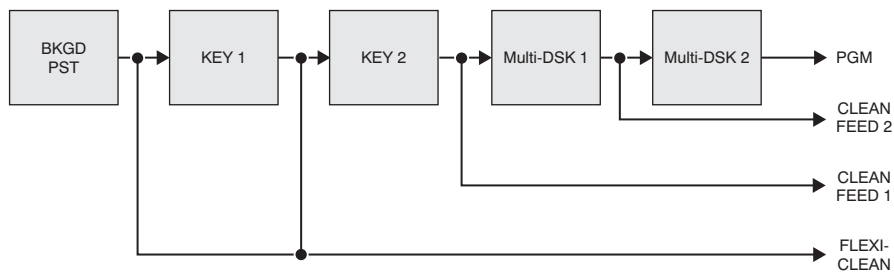 BKGD
PST
KEY 1
KEY 2
Multi-DSK 1
Multi-DSK 2
PGM
CLEAN
FEED 2
CLEAN
FEED 1
FLEXI-
CLEAN